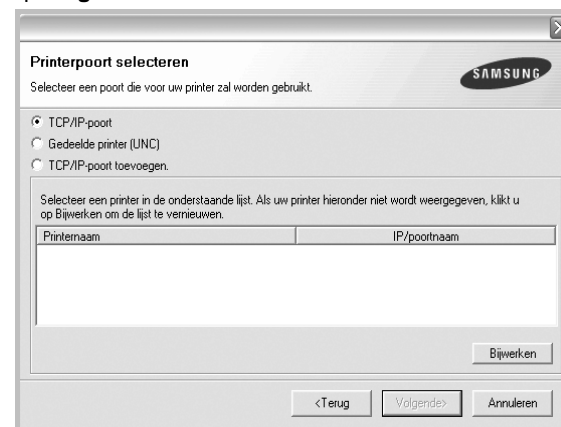 Printerpoort selecteren
SAMSUNG
Selecteer een poort die voor uw printer zal worden gebruikt.
TCP/IP-poort
Gedeelde printer (UNC)
TCP/IP-poort toevoegen.
Selecteer een printer in de onderstaande lijst. Als uw printer hieronder niet wordt weergegeven, klikt u
op Bijwerken om de lijst te vernieuwen.
Printernaam IP/poortnaam
Bijwerken
<Terug Volgende> Annuleren